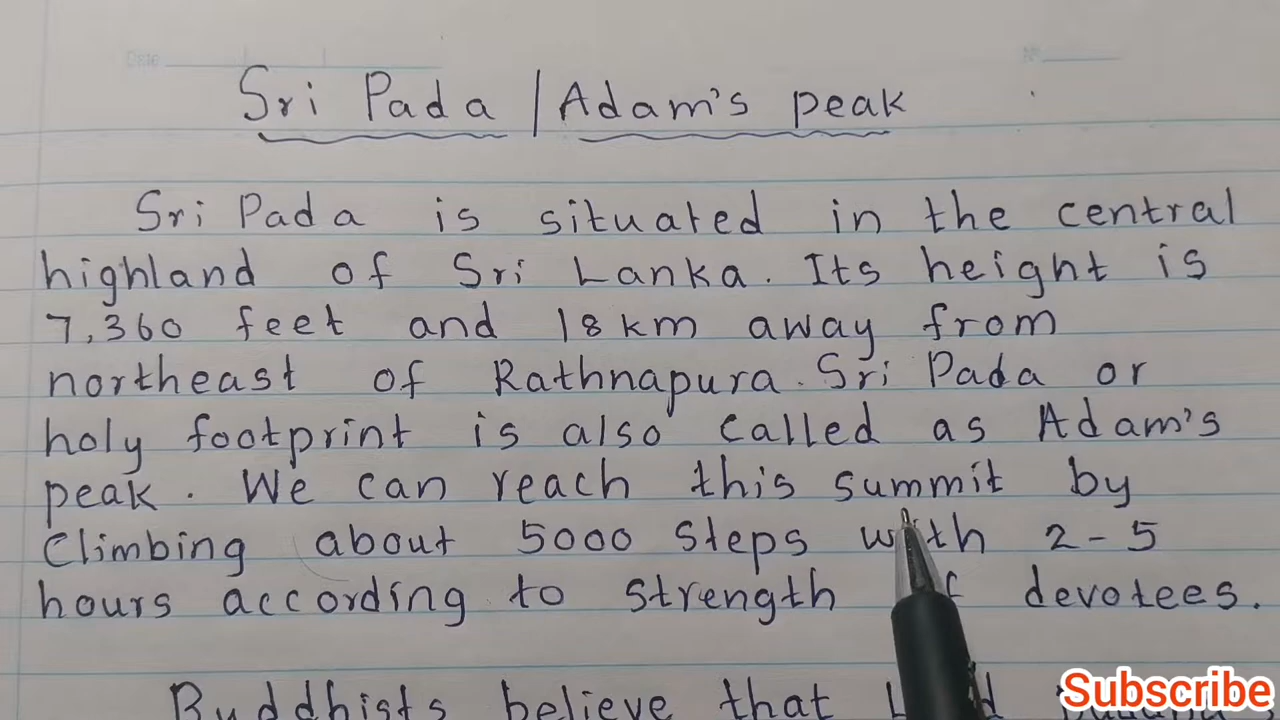 Date
No
Sri Pada / Adam's peak
Sri Pada is situated in the central
highland of Sri Lanka. Its height is
7,360 feet and 18km away from
northeast of Rathnapura. Sri Pada or
holy footprint is also called as Adam's
peak. We can reach this summit by
Climbing about 5000 steps with 2-5
hours according to strength of devotees.
Buddhists believe that
Subscribe